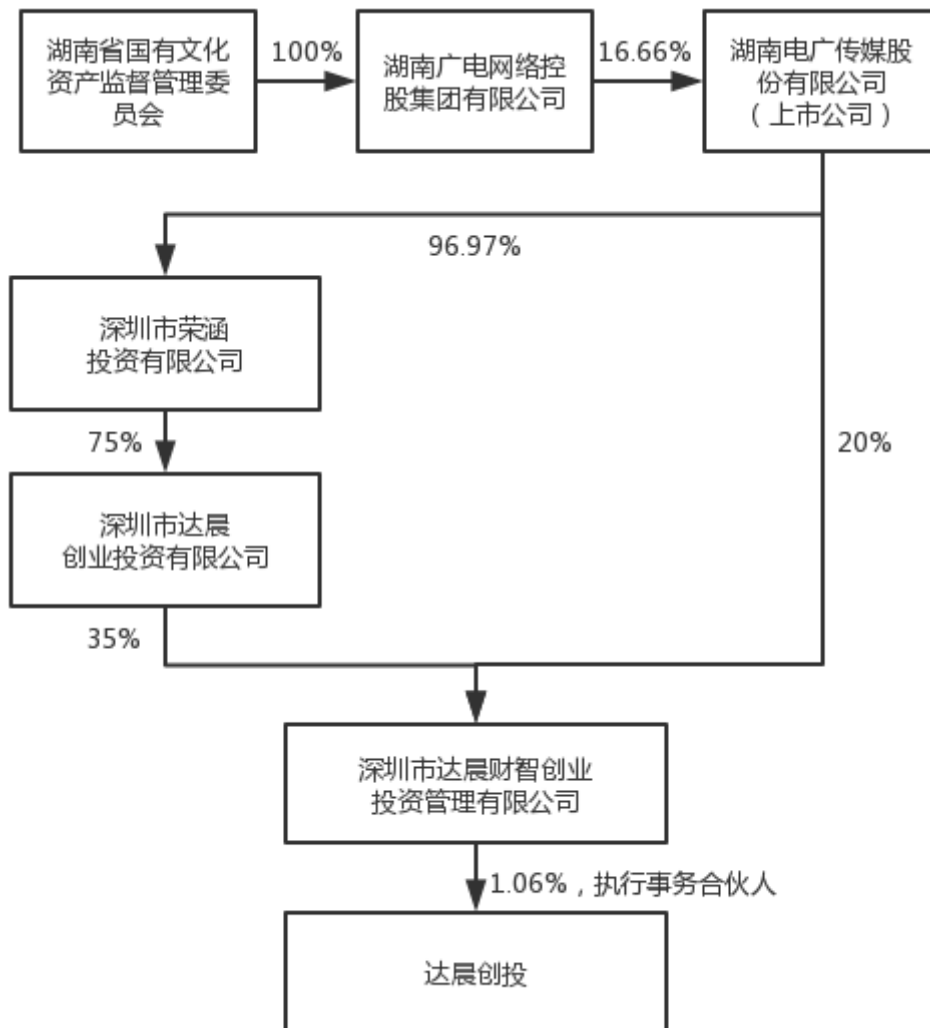 湖南省国有文化
资产监督管理委
员会
100%
湖南广电网络控
股集团有限公司
16.66%
湖南电广传媒股
份有限公司
（上市公司）
96.97%
深圳市荣涵
投资有限公司
75%
20%
深圳市达晨
创业投资有限公司
35%
深圳市达晨财智创业
投资管理有限公司
1.06%，执行事务合伙人
达晨创投